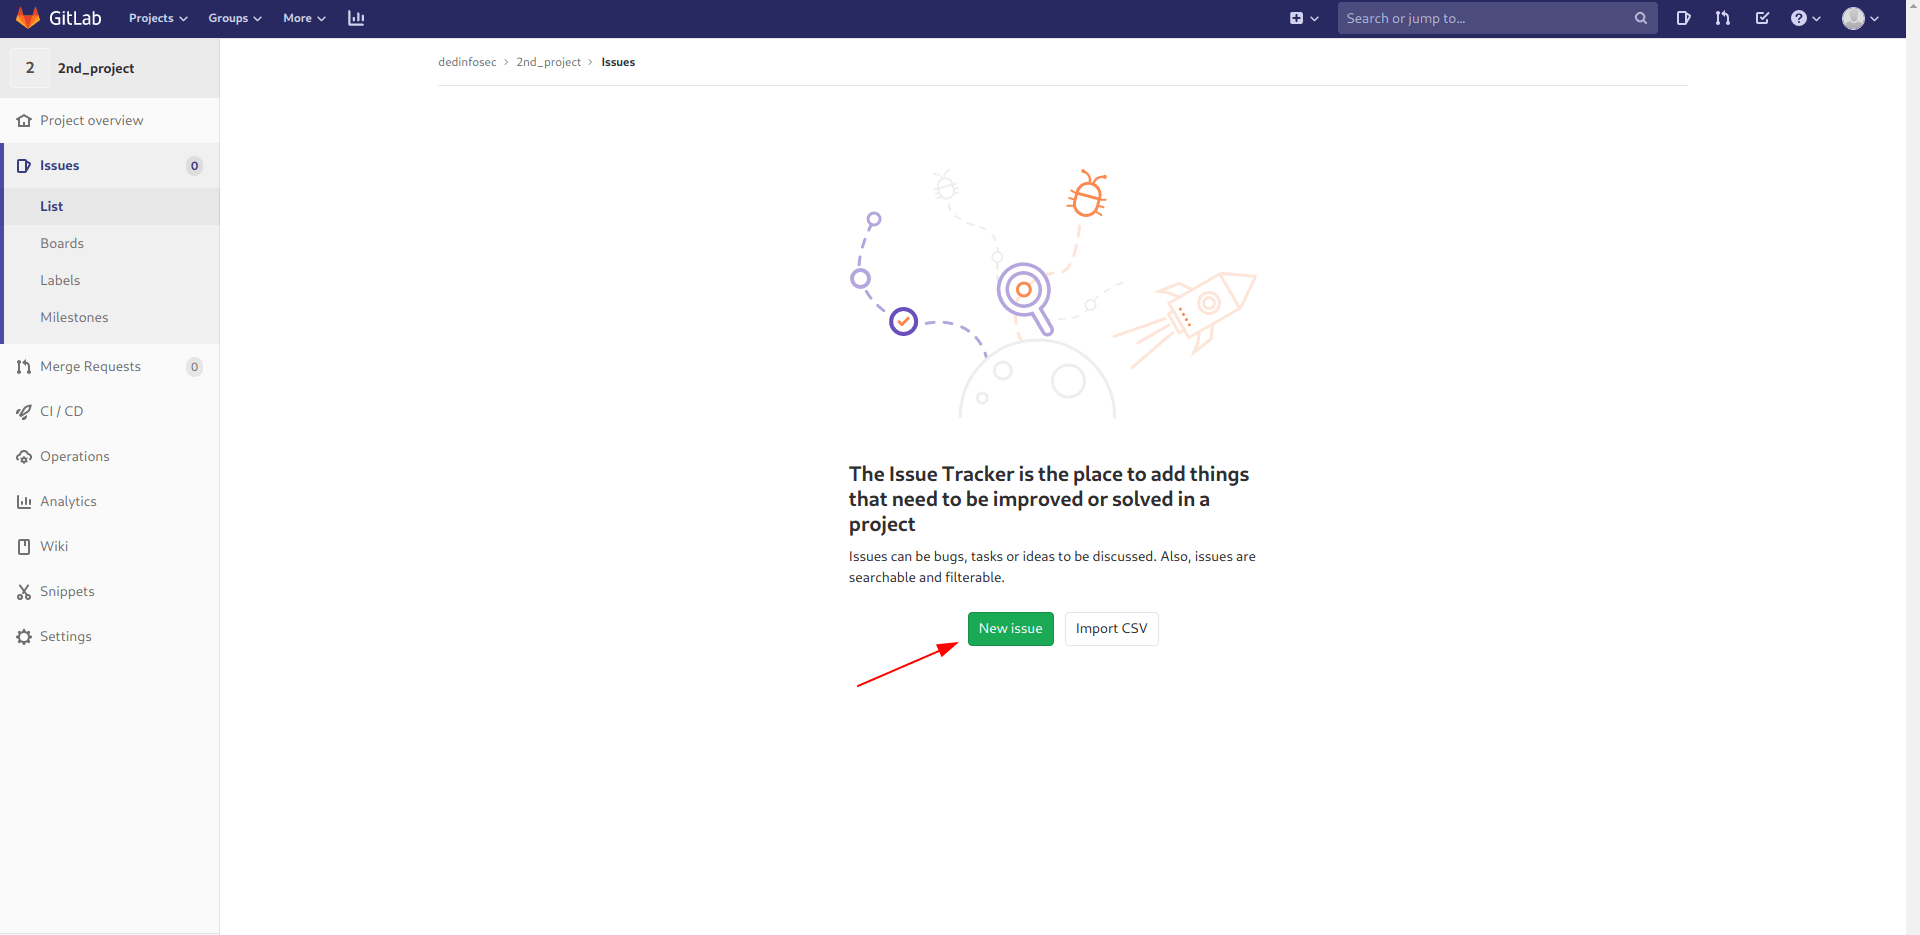 GitLab Projects Groups More Search or jump to...
2 2nd_project
dedinfosec > 2nd_project > Issues
Project overview
Issues 0
List
Boards
Labels
Milestones
Merge Requests 0
CI / CD
Operations
Analytics
Wiki
Snippets
Settings
The Issue Tracker is the place to add things
that need to be improved or solved in a
project
Issues can be bugs, tasks or ideas to be discussed. Also, issues are
searchable and filterable.
New issue Import CSV